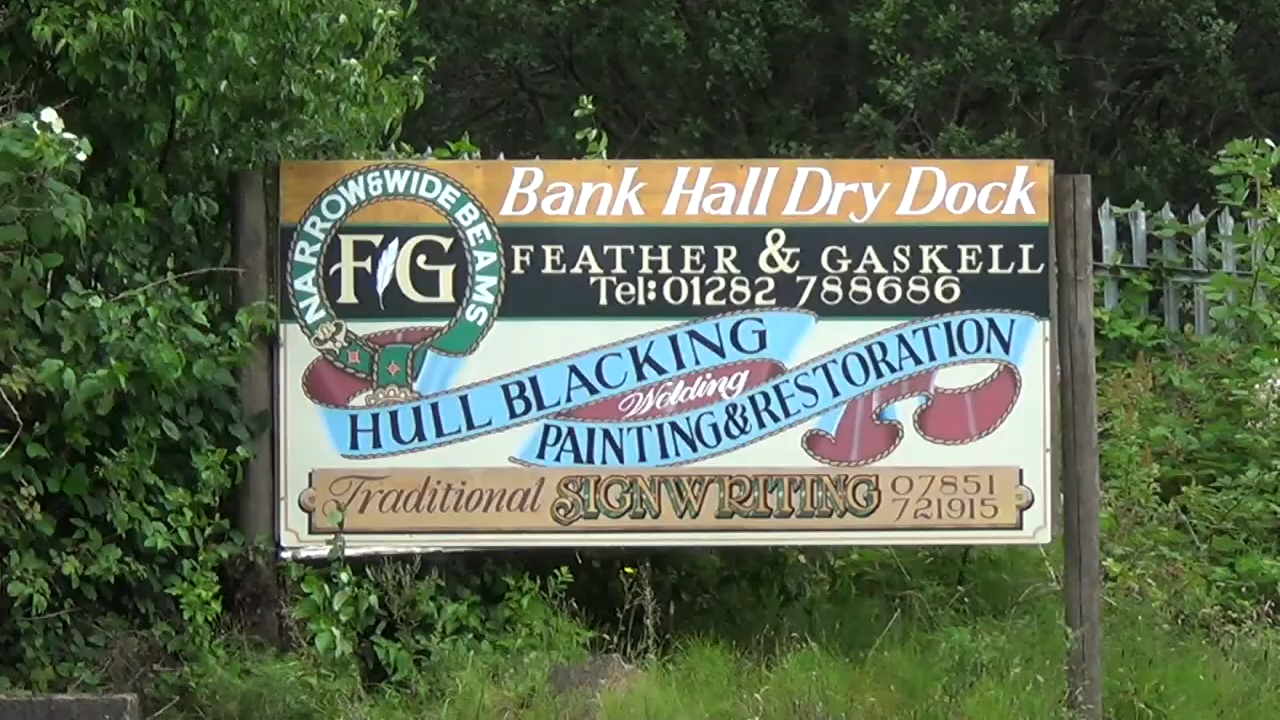 Bank Hall Dry Dock
NARROW & WIDE BEAMS
FG
FEATHER & GASKELL
Tel: 01282 788686
HULL BLACKING
Welding
PAINTING & RESTORATION
Traditional SIGNWRITING 07851
721915